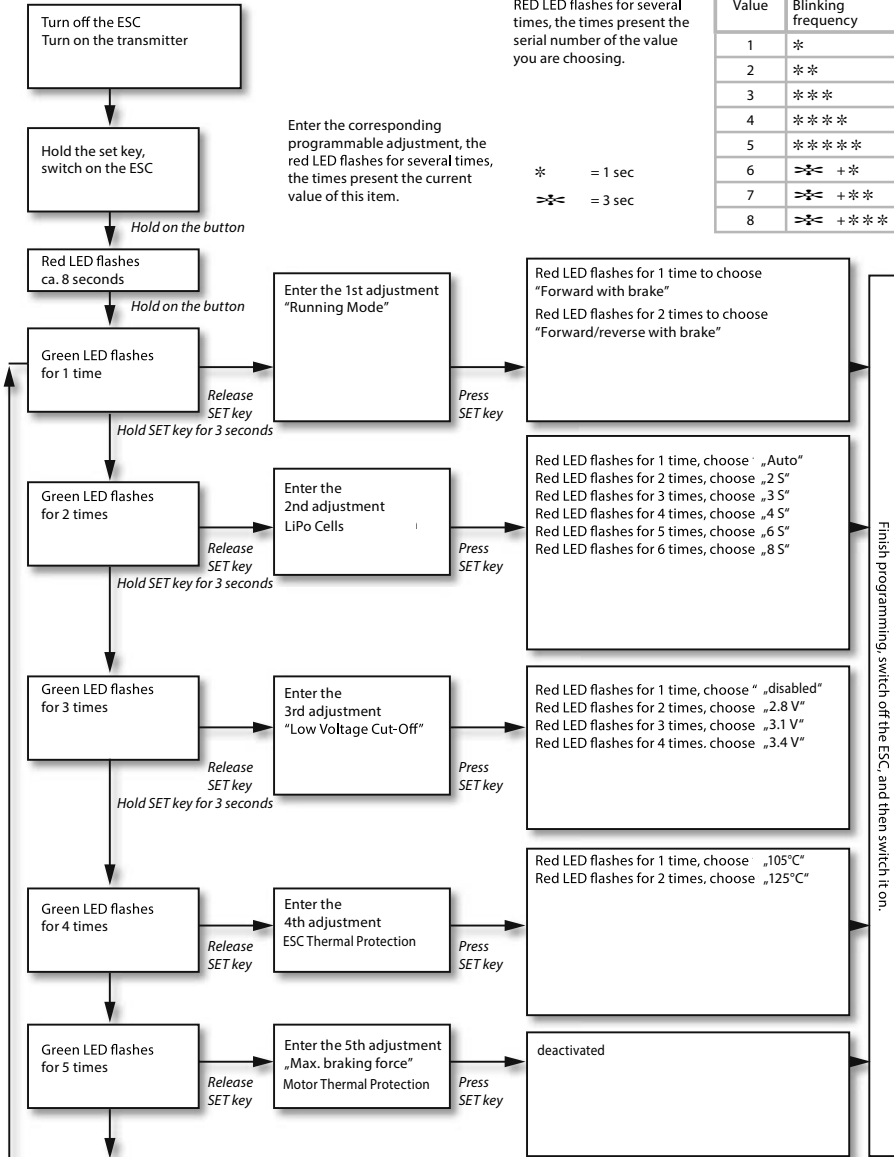 Turn off the ESC
Turn on the transmitter
RED LED flashes for several
times, the times present the
serial number of the value
you are choosing.
Value Blinking
frequency
1 *
2 **
3 ***
4 ****
5 *****
6 ＞*＜ +*
7 ＞*＜ +**
8 ＞*＜ +***
Enter the corresponding
programmable adjustment, the
red LED flashes for several times,
the times present the current
value of this item.
* = 1 sec
＞*＜ = 3 sec
Hold the set key,
switch on the ESC
Hold on the button
Red LED flashes
ca. 8 seconds
Hold on the button
Green LED flashes
for 1 time
Release
SET key
Enter the 1st adjustment
"Running Mode"
Press
SET key
Red LED flashes for 1 time to choose
"Forward with brake"
Red LED flashes for 2 times to choose
"Forward/reverse with brake"
Hold SET key for 3 seconds
Green LED flashes
for 2 times
Release
SET key
Enter the
2nd adjustment
LiPo Cells
Press
SET key
Red LED flashes for 1 time, choose „Auto“
Red LED flashes for 2 times, choose „2 S“
Red LED flashes for 3 times, choose „3 S“
Red LED flashes for 4 times, choose „4 S“
Red LED flashes for 5 times, choose „6 S“
Red LED flashes for 6 times, choose „8 S“
Hold SET key for 3 seconds
Green LED flashes
for 3 times
Release
SET key
Enter the
3rd adjustment
"Low Voltage Cut-Off"
Press
SET key
Red LED flashes for 1 time, choose “ „disabled“
Red LED flashes for 2 times, choose „2.8 V“
Red LED flashes for 3 times, choose „3.1 V“
Red LED flashes for 4 times. choose „3.4 V“
Hold SET key for 3 seconds
Green LED flashes
for 4 times
Release
SET key
Enter the
4th adjustment
ESC Thermal Protection
Press
SET key
Red LED flashes for 1 time, choose „105°C“
Red LED flashes for 2 times. choose „125°C“
Green LED flashes
for 5 times
Release
SET key
Enter the 5th adjustment
„Max. braking force”
Motor Thermal Protection
Press
SET key
deactivated
Finish programming, switch off the ESC, and then switch it on.